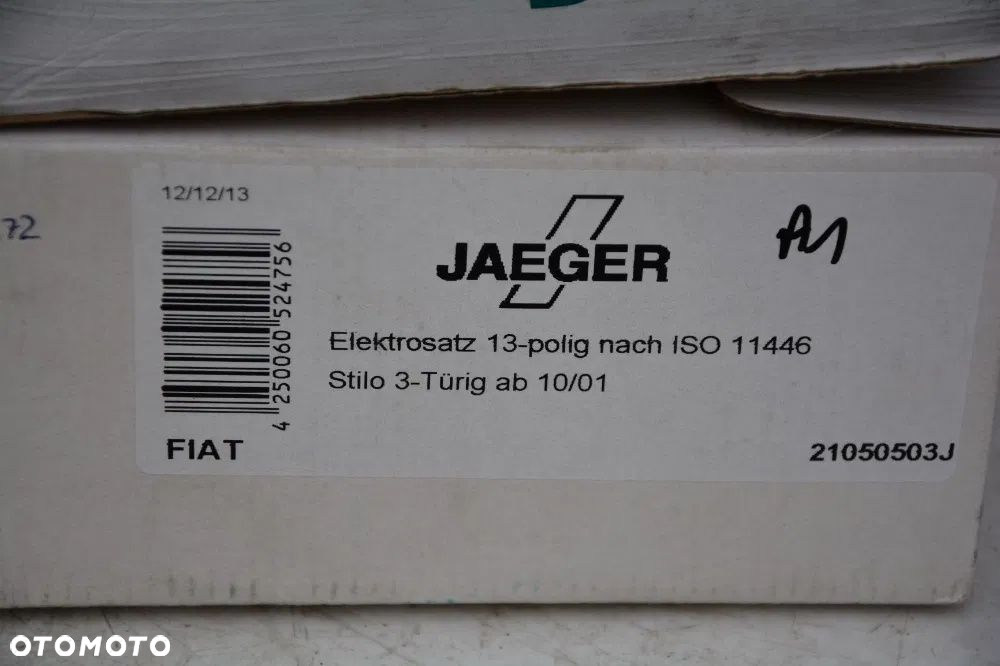 72
12/12/13
JAEGER
A1
4 250060 524756
Elektrosatz 13-polig nach ISO 11446
Stilo 3-Türig ab 10/01
FIAT
21050503J
OTOMOTO